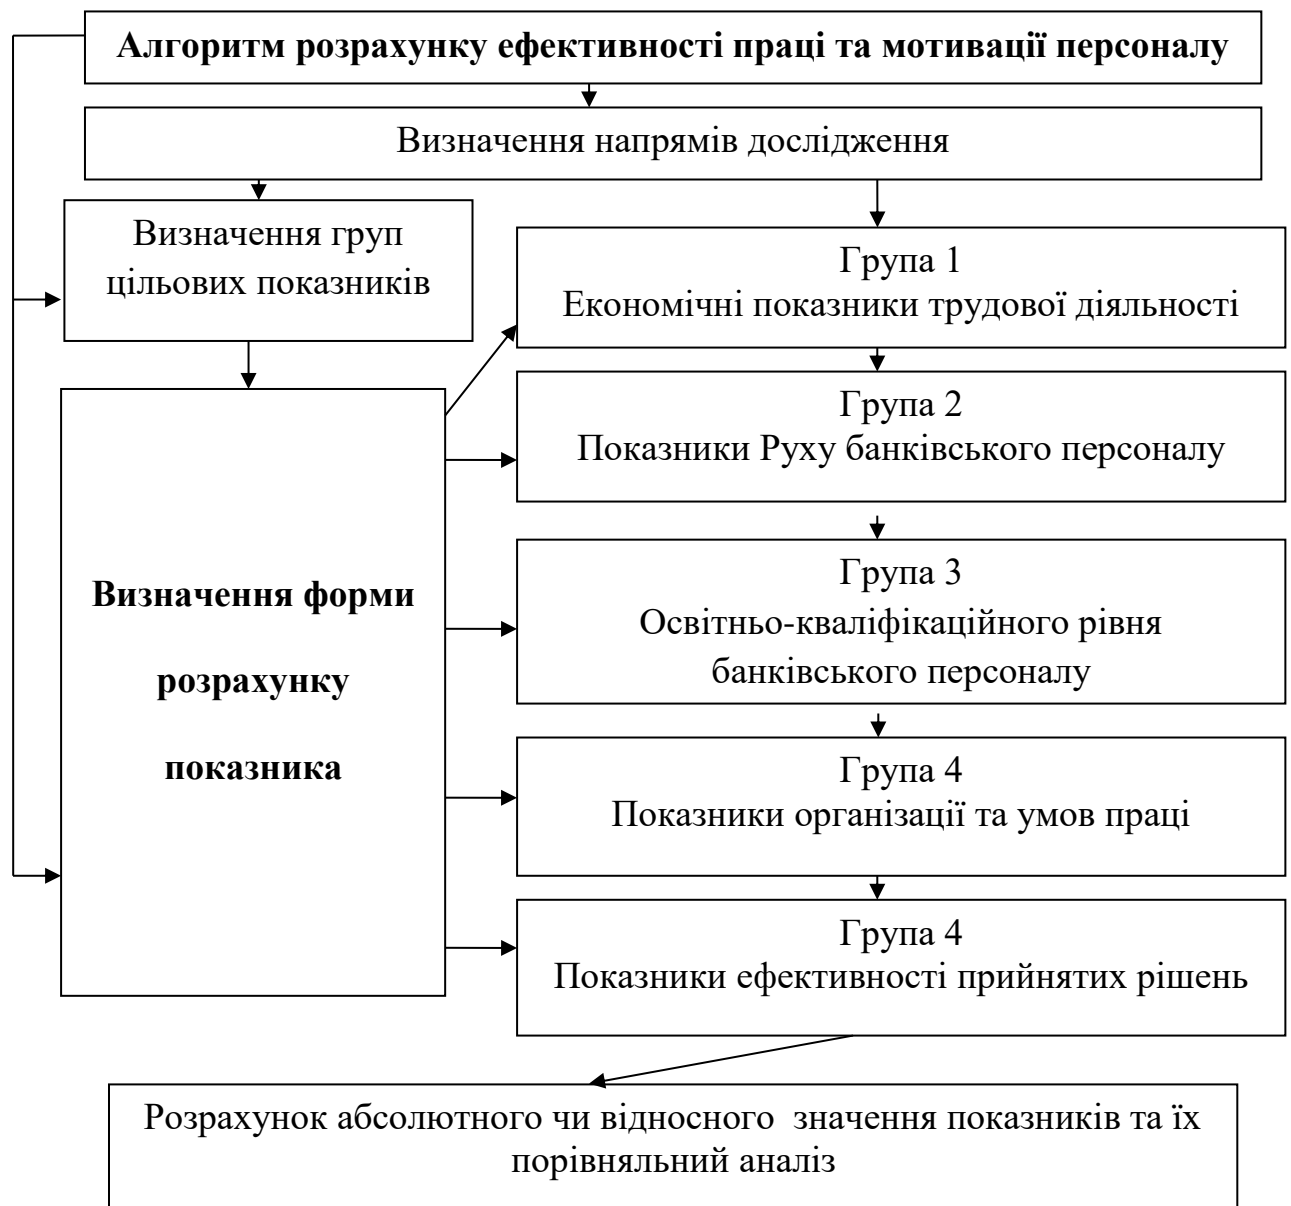 Алгоритм розрахунку ефективності праці та мотивації персоналу
Визначення напрямів дослідження
Визначення груп
цільових показників
Група 1
Економічні показники трудової діяльності
Група 2
Показники Руху банківського персоналу
Визначення форми
розрахунку
показника
Група 3
Освітньо-кваліфікаційного рівня
банківського персоналу
Група 4
Показники організації та умов праці
Група 4
Показники ефективності прийнятих рішень
Розрахунок абсолютного чи відносного  значення показників та їх
порівняльний аналіз